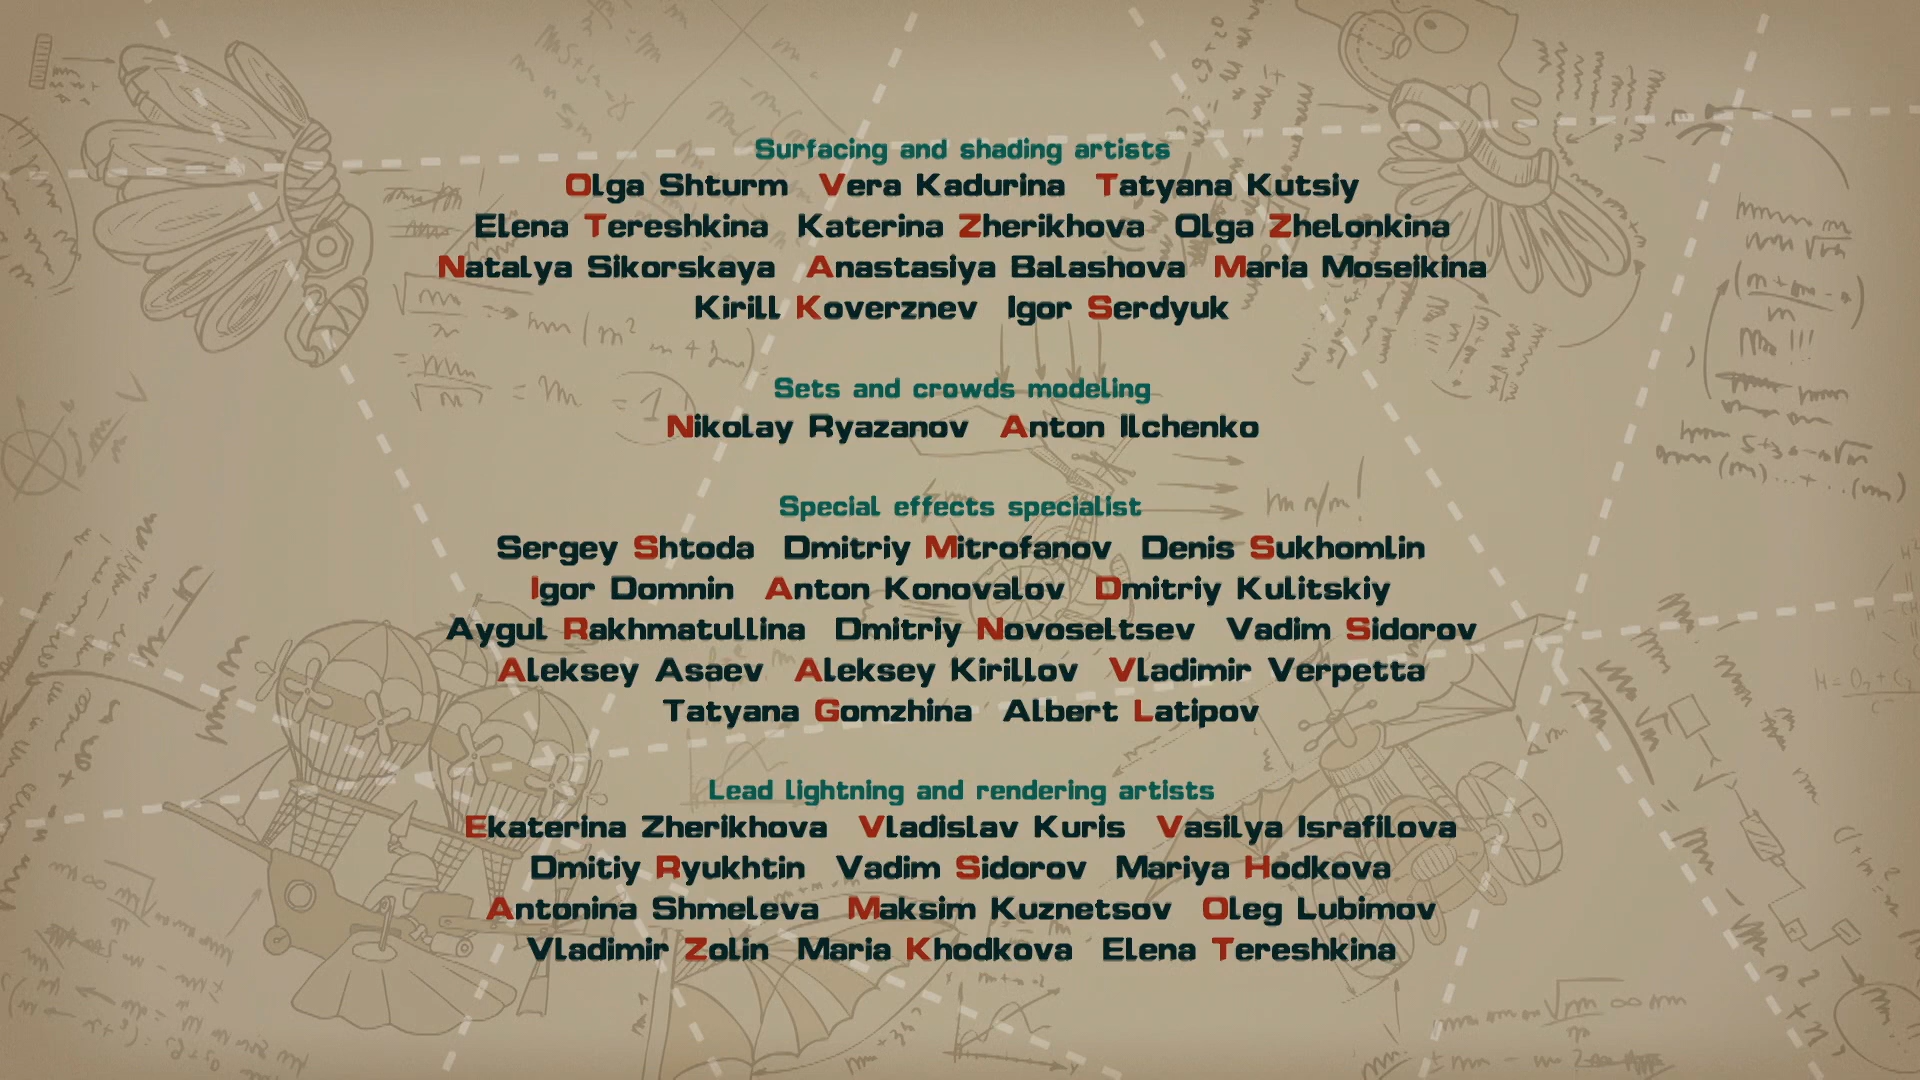 Surfacing and shading artists
Olga Shturm Vera Kadurina Tatyana Kutsiy
Elena Tereshkina Katerina Zherikhova Olga Zhelonkina
Natalya Sikorskaya Anastasiya Balashova Maria Moseikina
Kirill Koverznev Igor Serdyuk
Sets and crowds modeling
Nikolay Ryazanov Anton Ilchenko
Special effects specialist
Sergey Shtoda Dmitriy Mitrofanov Denis Sukhomlin
Igor Domnin Anton Konovalov Dmitriy Kulitskiy
Aygul Rakhmatullina Dmitriy Novoseltsev Vadim Sidorov
Aleksey Asaev Aleksey Kirillov Vladimir Verpetta
Tatyana Gomzhina Albert Latipov
Lead lightning and rendering artists
Ekaterina Zherikhova Vladislav Kuris Vasilya Israfilova
Dmitiy Ryukhtin Vadim Sidorov Mariya Hodkova
Antonina Shmeleva Maksim Kuznetsov Oleg Lubimov
Vladimir Zolin Maria Khodkova Elena Tereshkina